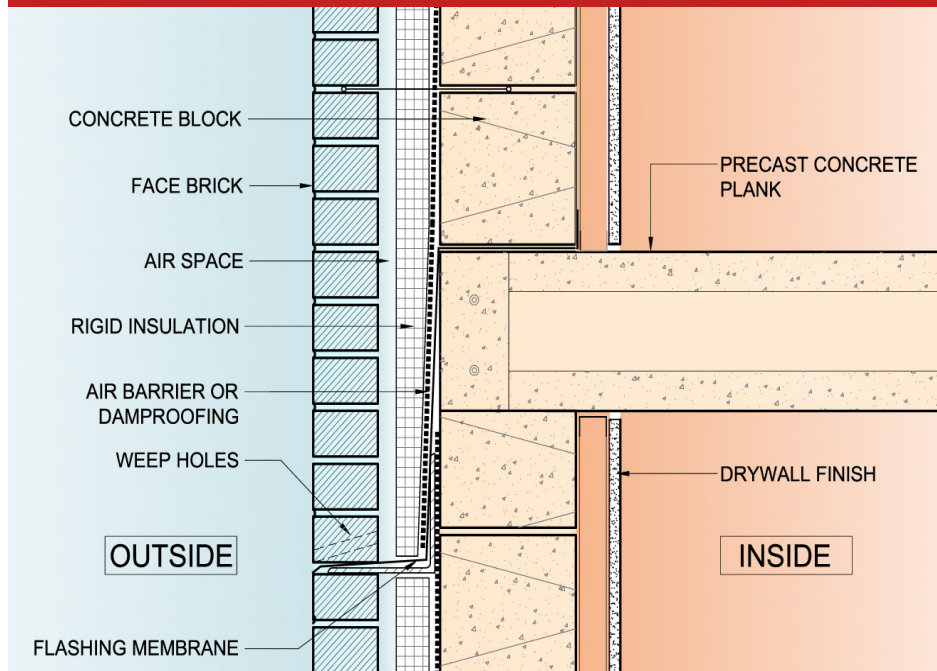 CONCRETE BLOCK
FACE BRICK
AIR SPACE
RIGID INSULATION
AIR BARRIER OR
DAMPROOFING
WEEP HOLES
OUTSIDE
FLASHING MEMBRANE
PRECAST CONCRETE
PLANK
DRYWALL FINISH
INSIDE